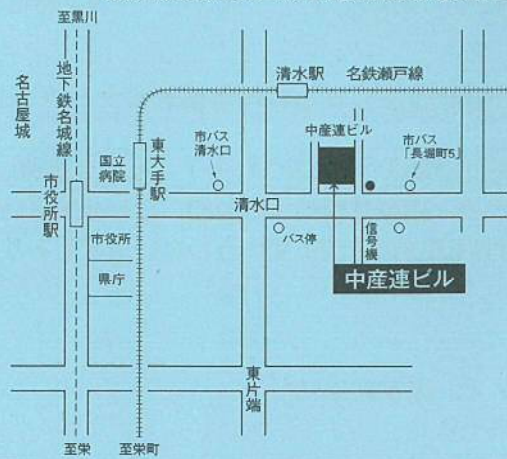 至黒川
名古屋城
地下鉄名城線
清水駅
名鉄瀬戸線
国立
病院
東大手駅
市バス
清水口
中産連ビル
市バス
「長堀町5」
市役所駅
清水口
市役所
バス停
信号機
県庁
中産連ビル
東片端
至栄
至栄町